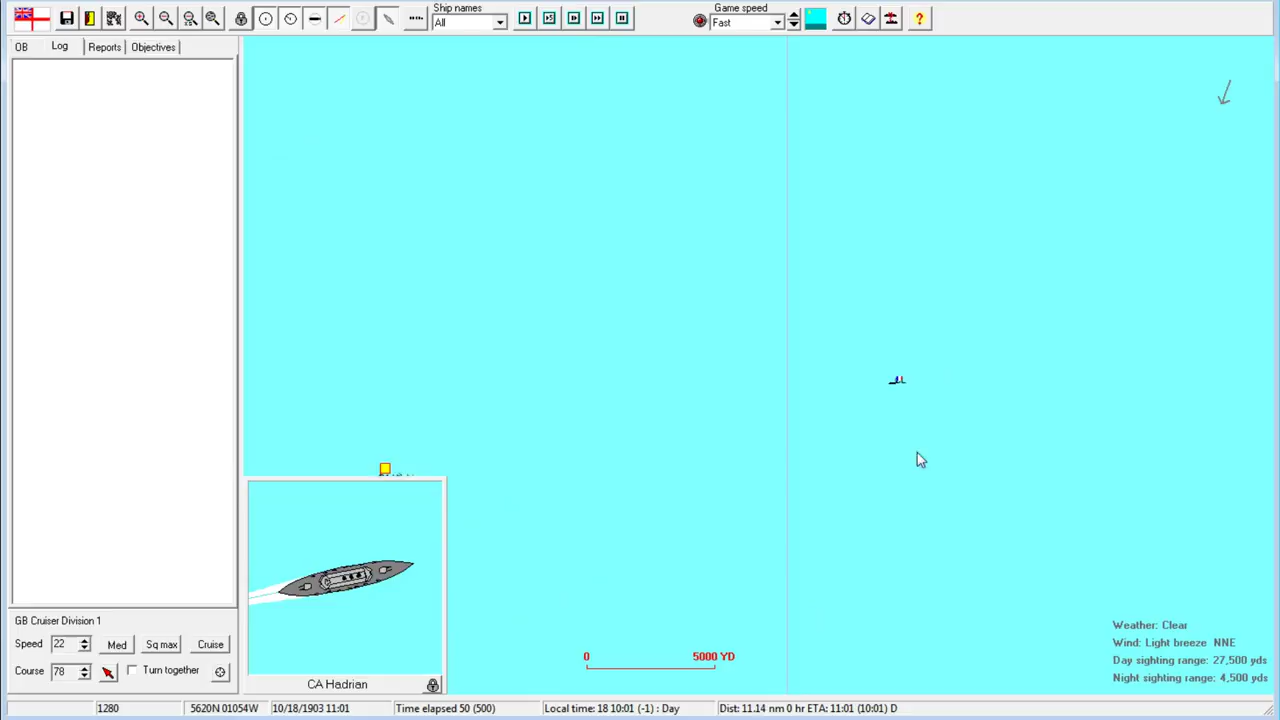 Ship names
Game speed
All
Fast
OB
Log
Reports
Objectives
Weather: Clear
Wind: Light breeze NNE
Day sighting range: 27,500 yds
Night sighting range: 4,500 yds
0 5000 YD
GB Cruiser Division 1
Speed 22 Med Sq max Cruise
Course 78 Turn together
CA Hadrian
1280 5620N 01054W 10/18/1903 11:01 Time elapsed 50 (500) Local time: 18 10:01 (-1) : Day Dist: 11.14 nm 0 hr ETA: 11:01 (10:01) D